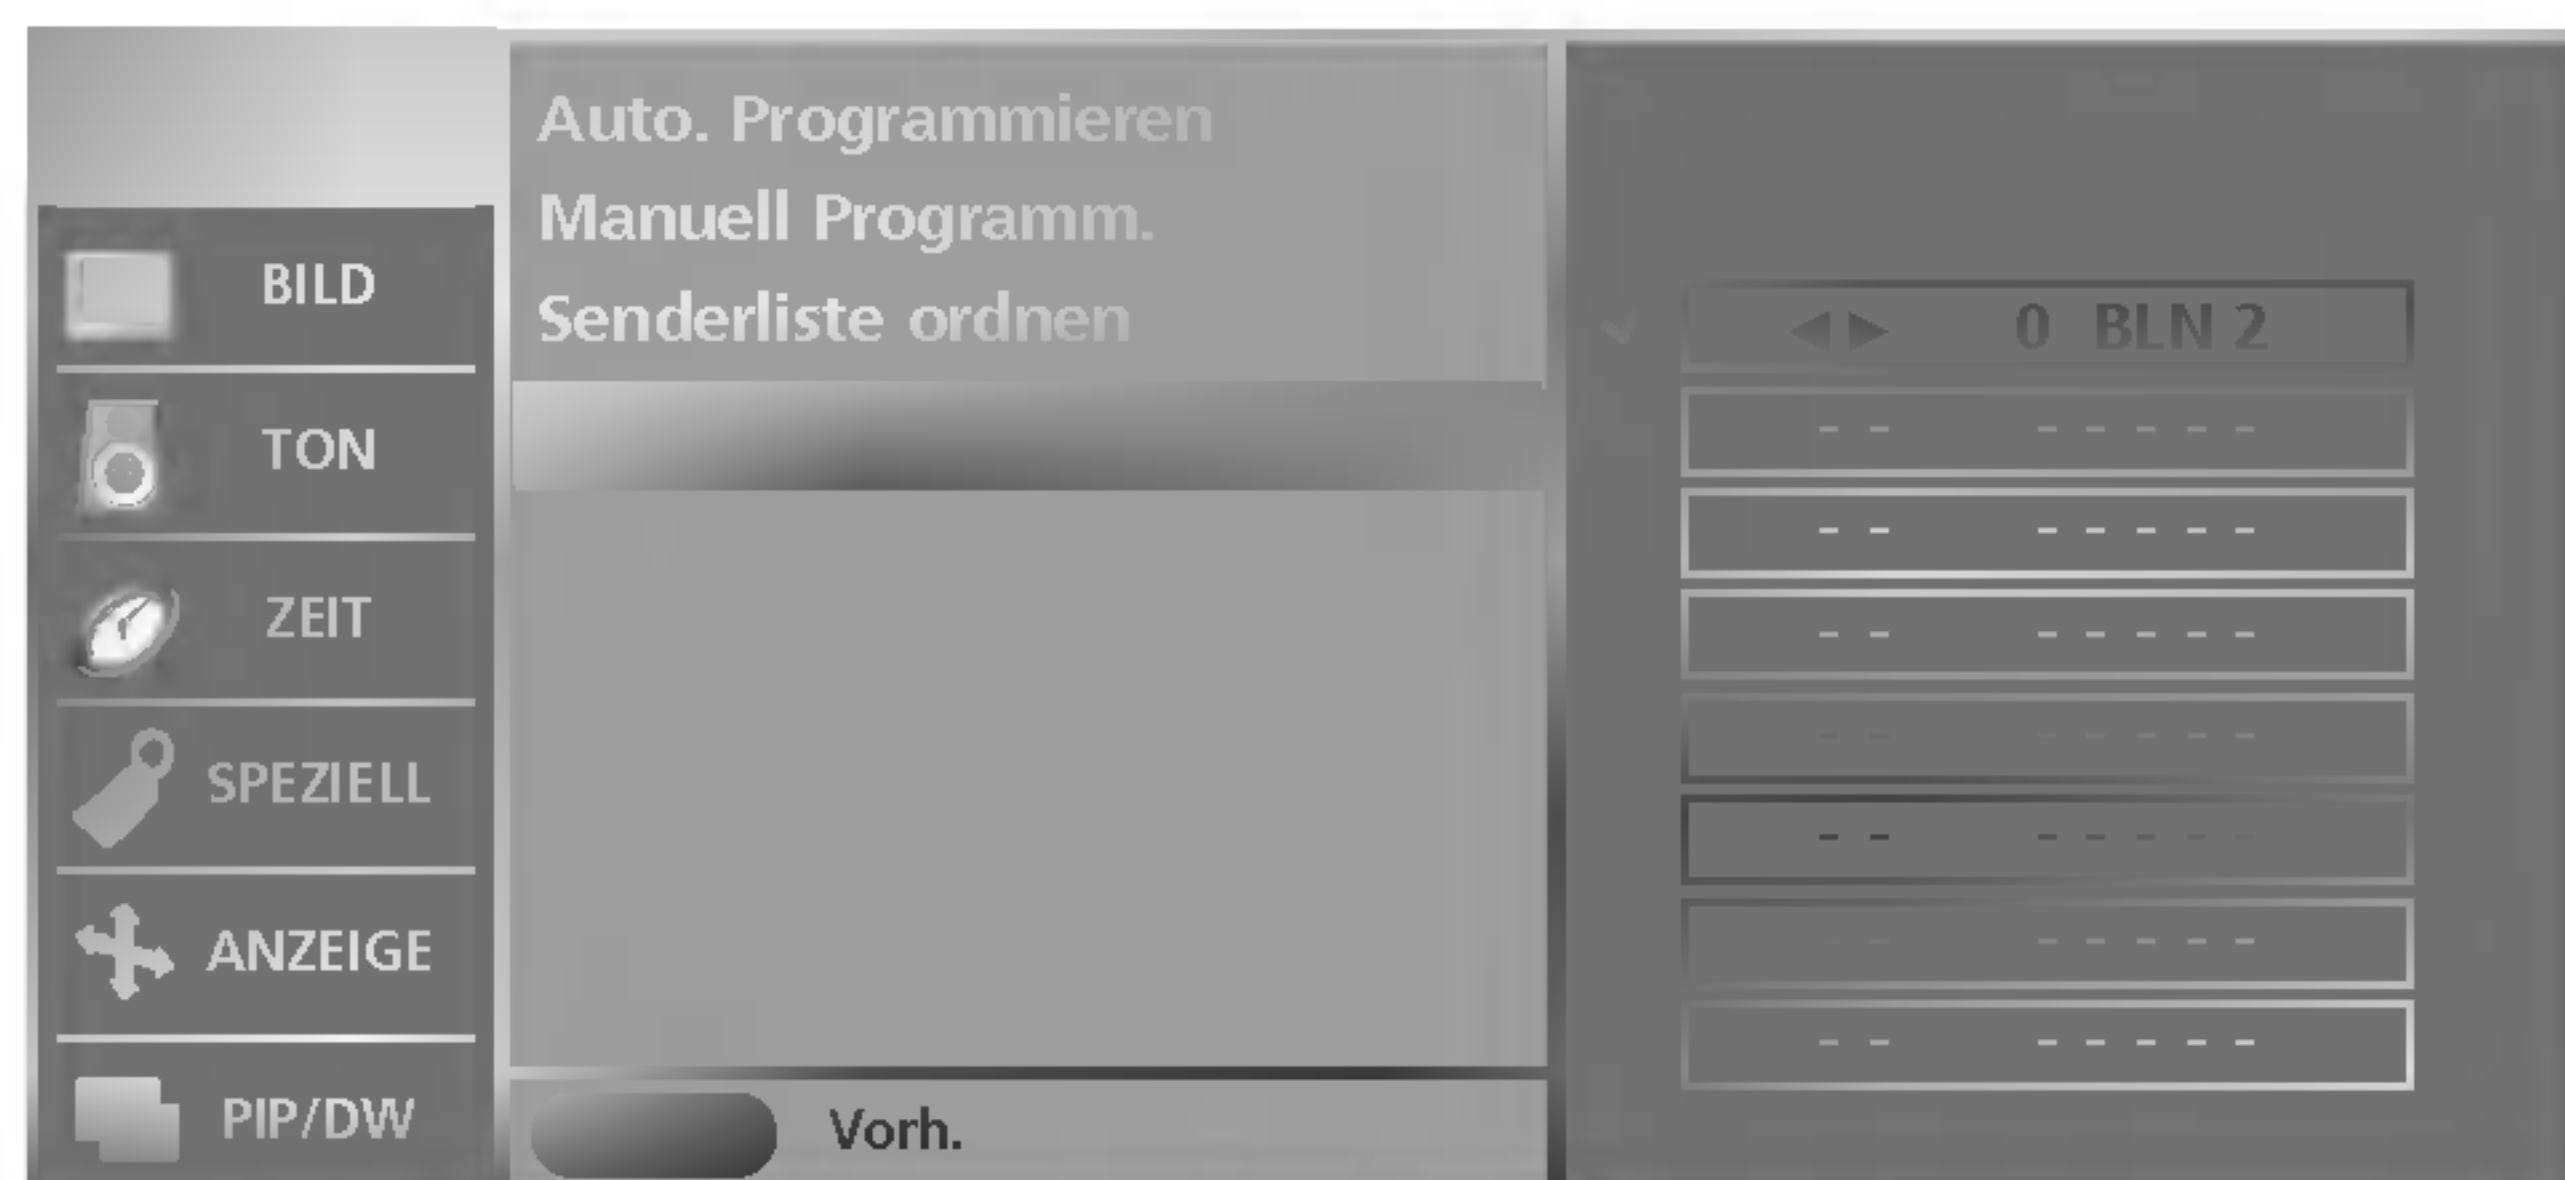 BILD
TON
ZEIT
SPEZIELL
ANZEIGE
PIP/DW
Auto. Programmieren
Manuell Programm.
Senderliste ordnen
Vorh.
0 BLN 2
- - - - - - -
- - - - - - -
- - - - - - -
- - - - - - -
- - - - - - -
- - - - - - -
- - - - - - -